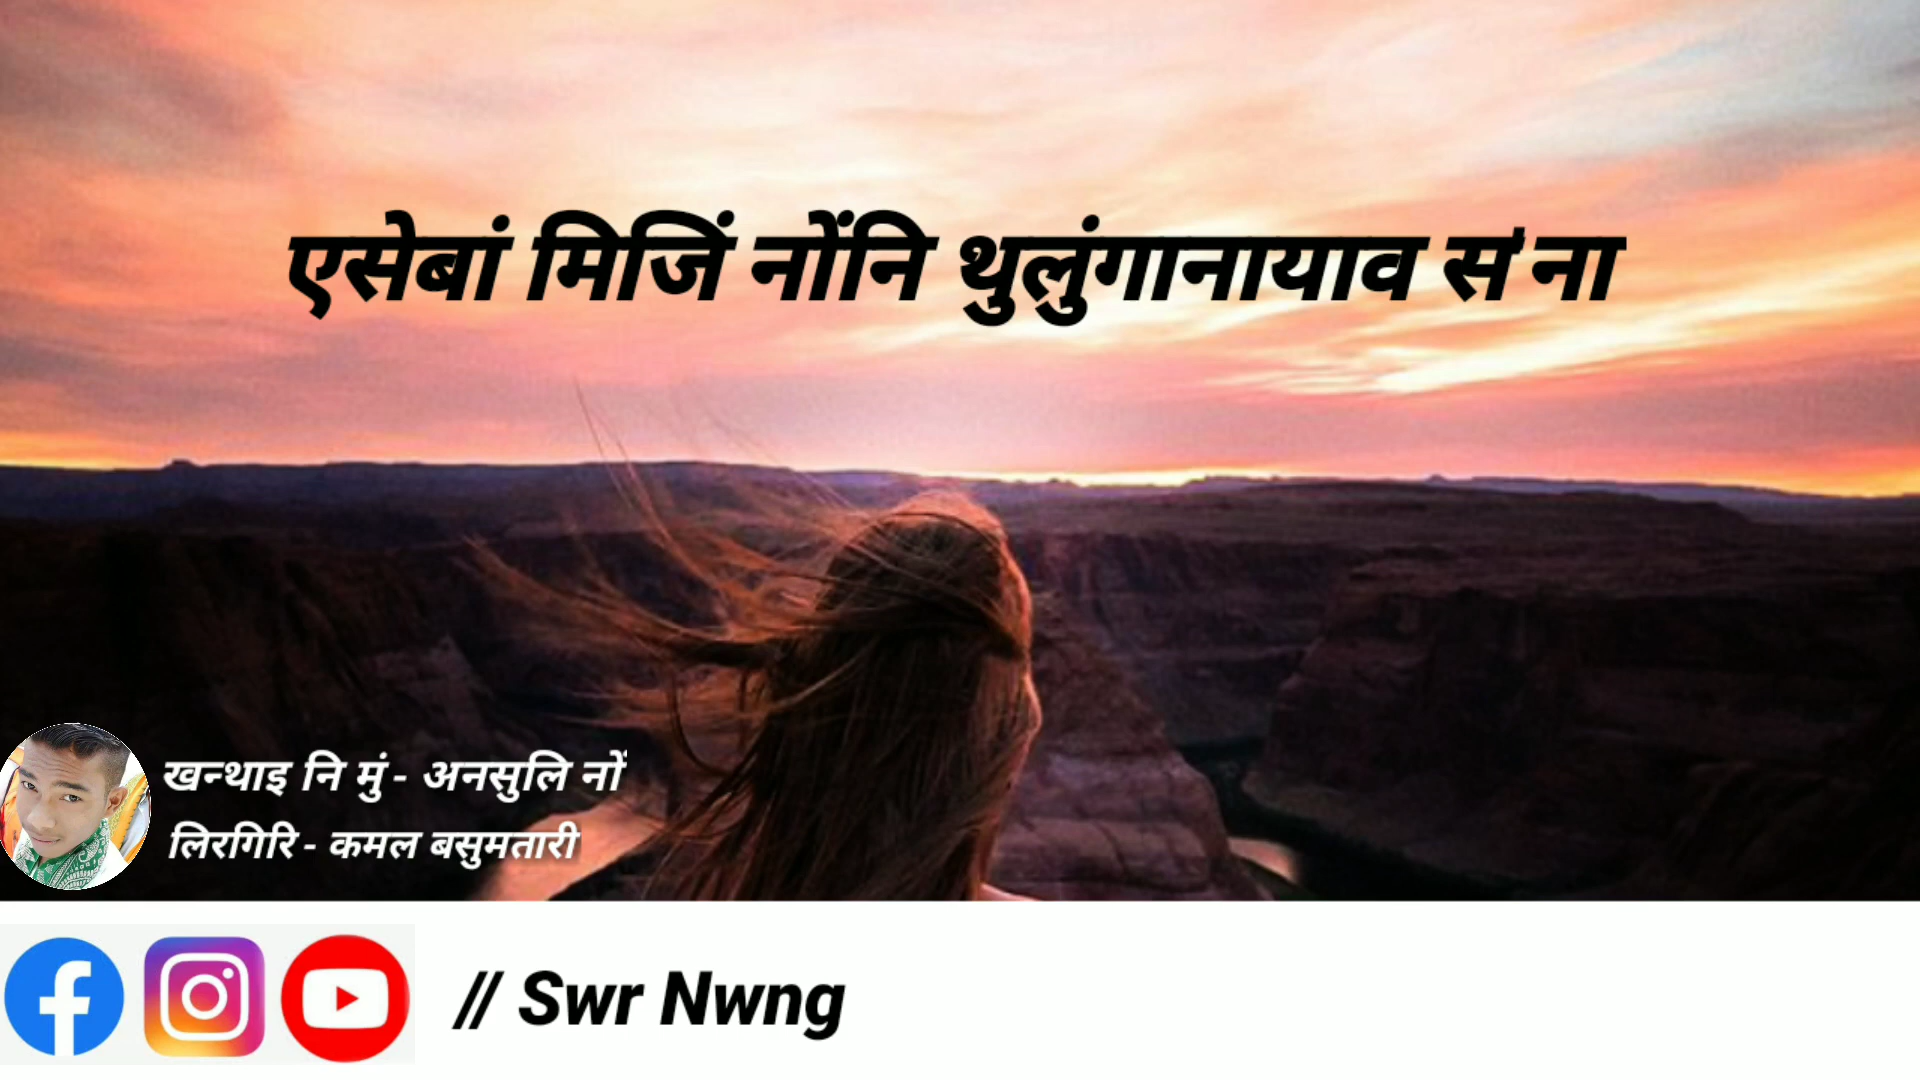 एसेबां मिजिं नोंनि थुलुंगानायाव स'ना
खन्थाइ नि मुं - अनसुलि नों
लिरगिरि - कमल बसुमतारी
// Swr Nwng